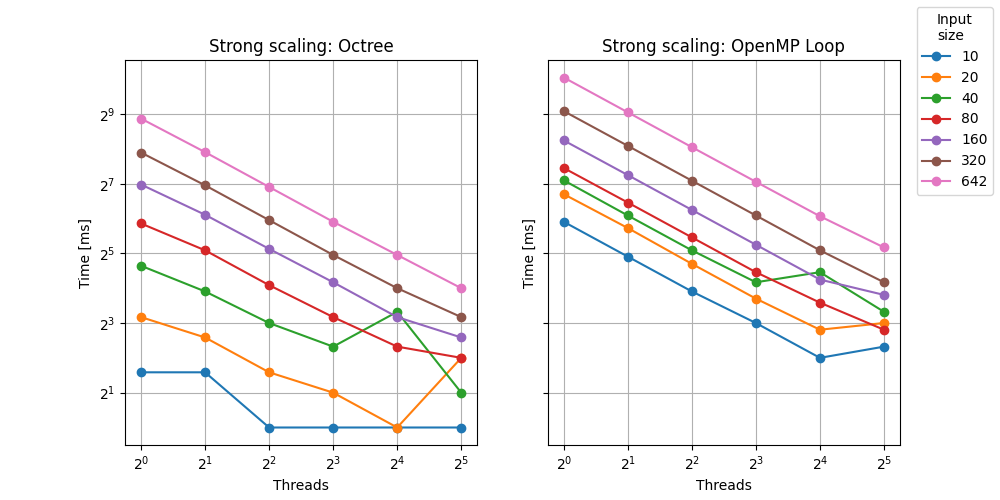 Strong scaling: Octree
Time [ms]
2⁹
2⁷
2⁵
2³
2¹
2⁰ 2¹ 2² 2³ 2⁴ 2⁵
Threads
Strong scaling: OpenMP Loop
Time [ms]
2⁰ 2¹ 2² 2³ 2⁴ 2⁵
Threads
Input
size
10
20
40
80
160
320
642